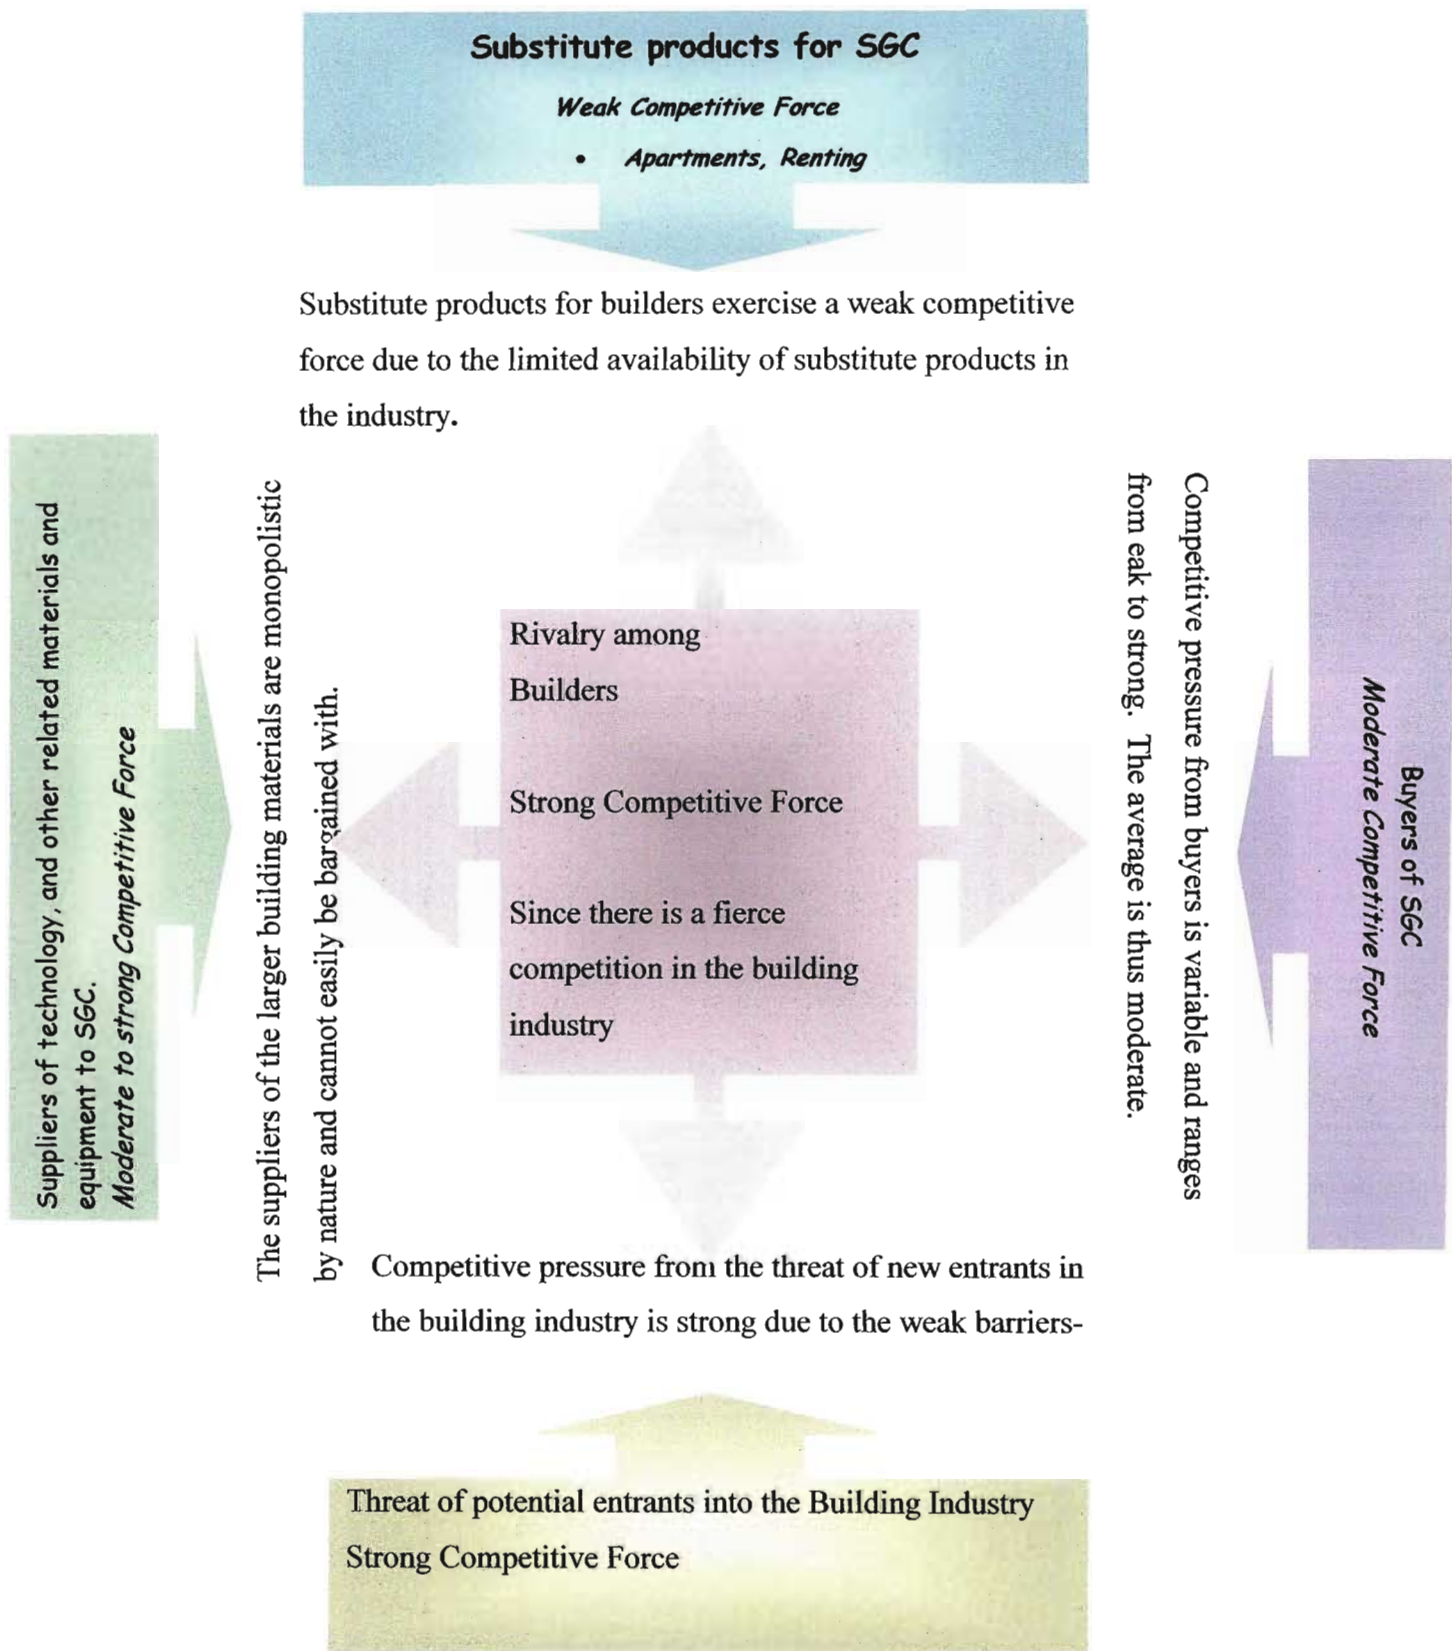 Substitute products for SGC
Weak Competitive Force
• Apartments, Renting
Substitute products for builders exercise a weak competitive
force due to the limited availability of substitute products in
the industry.
Suppliers of technology, and other related materials and
equipment to SGC.
Moderate to strong Competitive Force
The suppliers of the larger building materials are monopolistic
by nature and cannot easily be bargained with.
Rivalry among
Builders
Strong Competitive Force
Since there is a fierce
competition in the building
industry
Competitive pressure from buyers is variable and ranges
from eak to strong. The average is thus moderate.
Buyers of SGC
Moderate Competitive Force
Competitive pressure from the threat of new entrants in
the building industry is strong due to the weak barriers-
Threat of potential entrants into the Building Industry
Strong Competitive Force